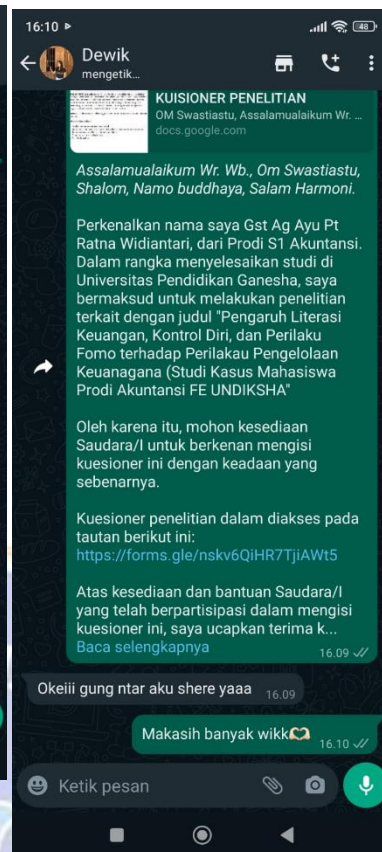 16:10
48
Dewik
mengetik...
KUISIONER PENELITIAN
OM Swastiastu, Assalamualaikum Wr. ...
docs.google.com
Assalamualaikum Wr. Wb., Om Swastiastu,
Shalom, Namo buddhaya, Salam Harmoni.
Perkenalkan nama saya Gst Ag Ayu Pt
Ratna Widiantari, dari Prodi S1 Akuntansi.
Dalam rangka menyelesaikan studi di
Universitas Pendidikan Ganesha, saya
bermaksud untuk melakukan penelitian
terkait dengan judul "Pengaruh Literasi
Keuangan, Kontrol Diri, dan Perilaku
Fomo terhadap Perilakau Pengelolaan
Keuanagana (Studi Kasus Mahasiswa
Prodi Akuntansi FE UNDIKSHA"
Oleh karena itu, mohon kesediaan
Saudara/I untuk berkenan mengisi
kuesioner ini dengan keadaan yang
sebenarnya.
Kuesioner penelitian dalam diakses pada
tautan berikut ini:
https://forms.gle/nskv6QiHR7TjiAWt5
Atas kesediaan dan bantuan Saudara/I
yang telah berpartisipasi dalam mengisi
kuesioner ini, saya ucapkan terima k...
Baca selengkapnya 16.09
Okeiii gung ntar aku shere yaaa 16.09
Makasih banyak wikk🫶 16.10
Ketik pesan